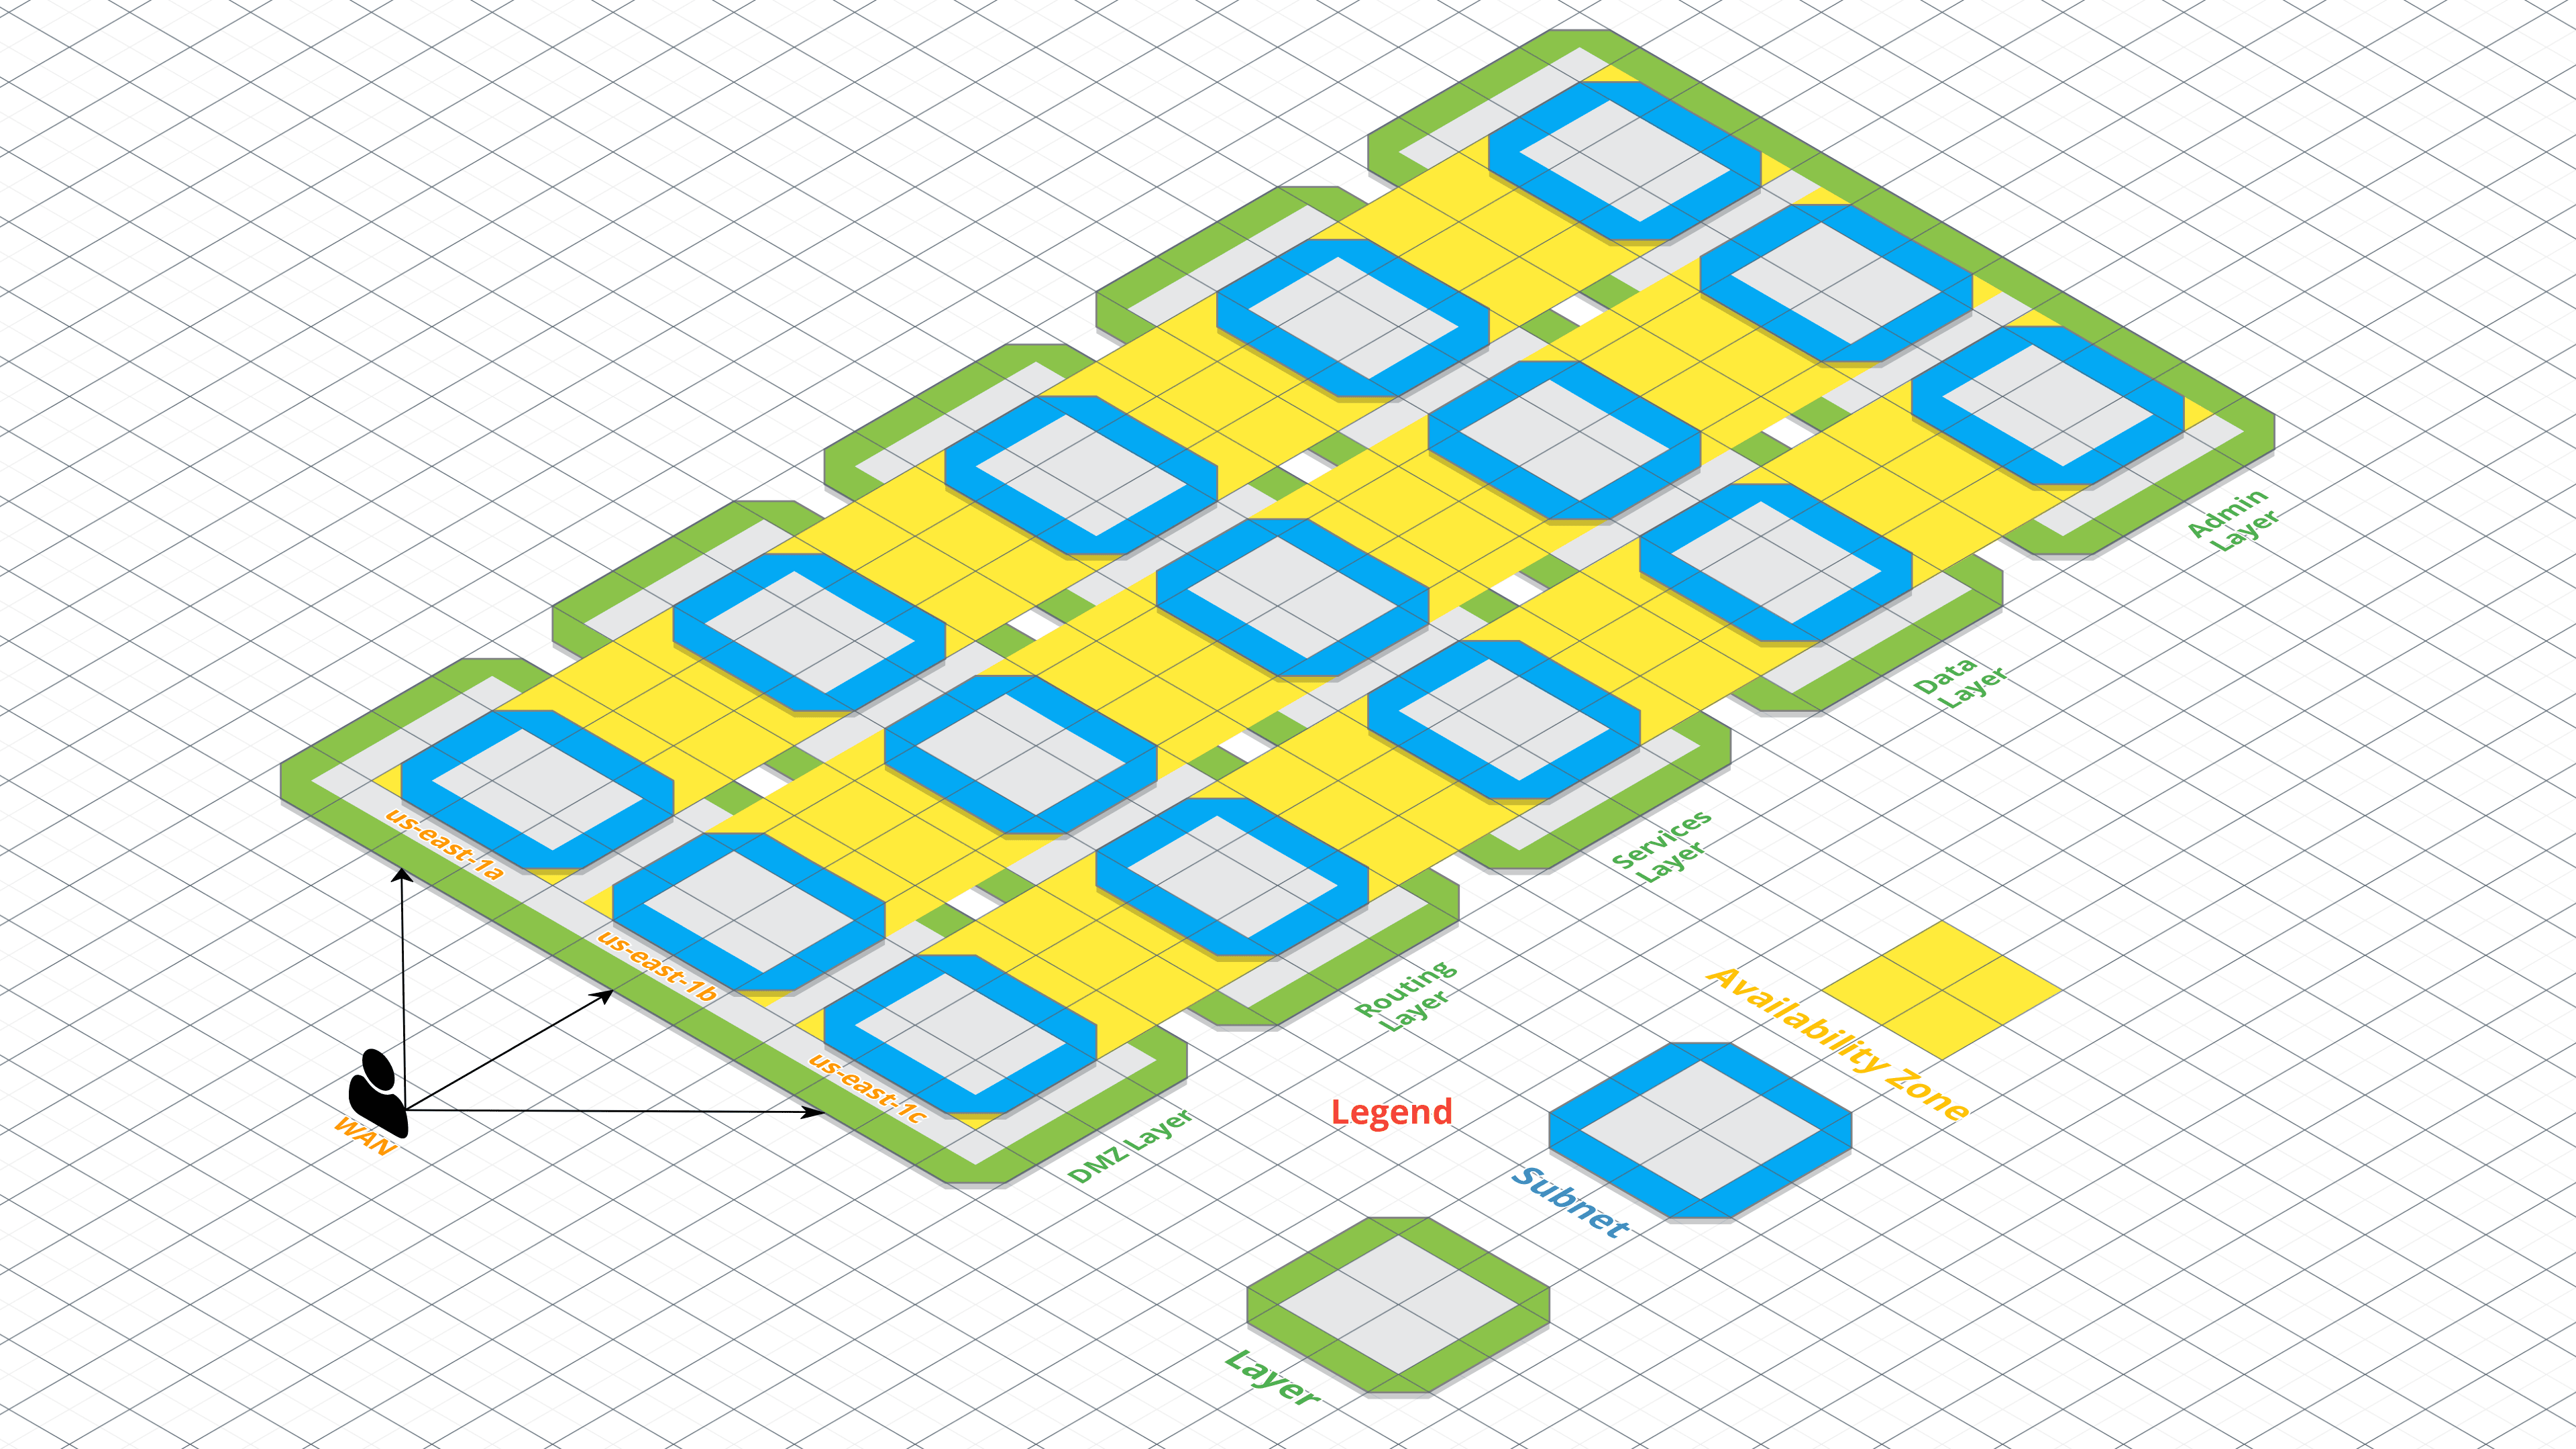 Admin
Layer
Data
Layer
Services
Layer
Routing
Layer
DMZ Layer
us-east-1a
us-east-1b
us-east-1c
WAN
Legend
Availability Zone
Subnet
Layer